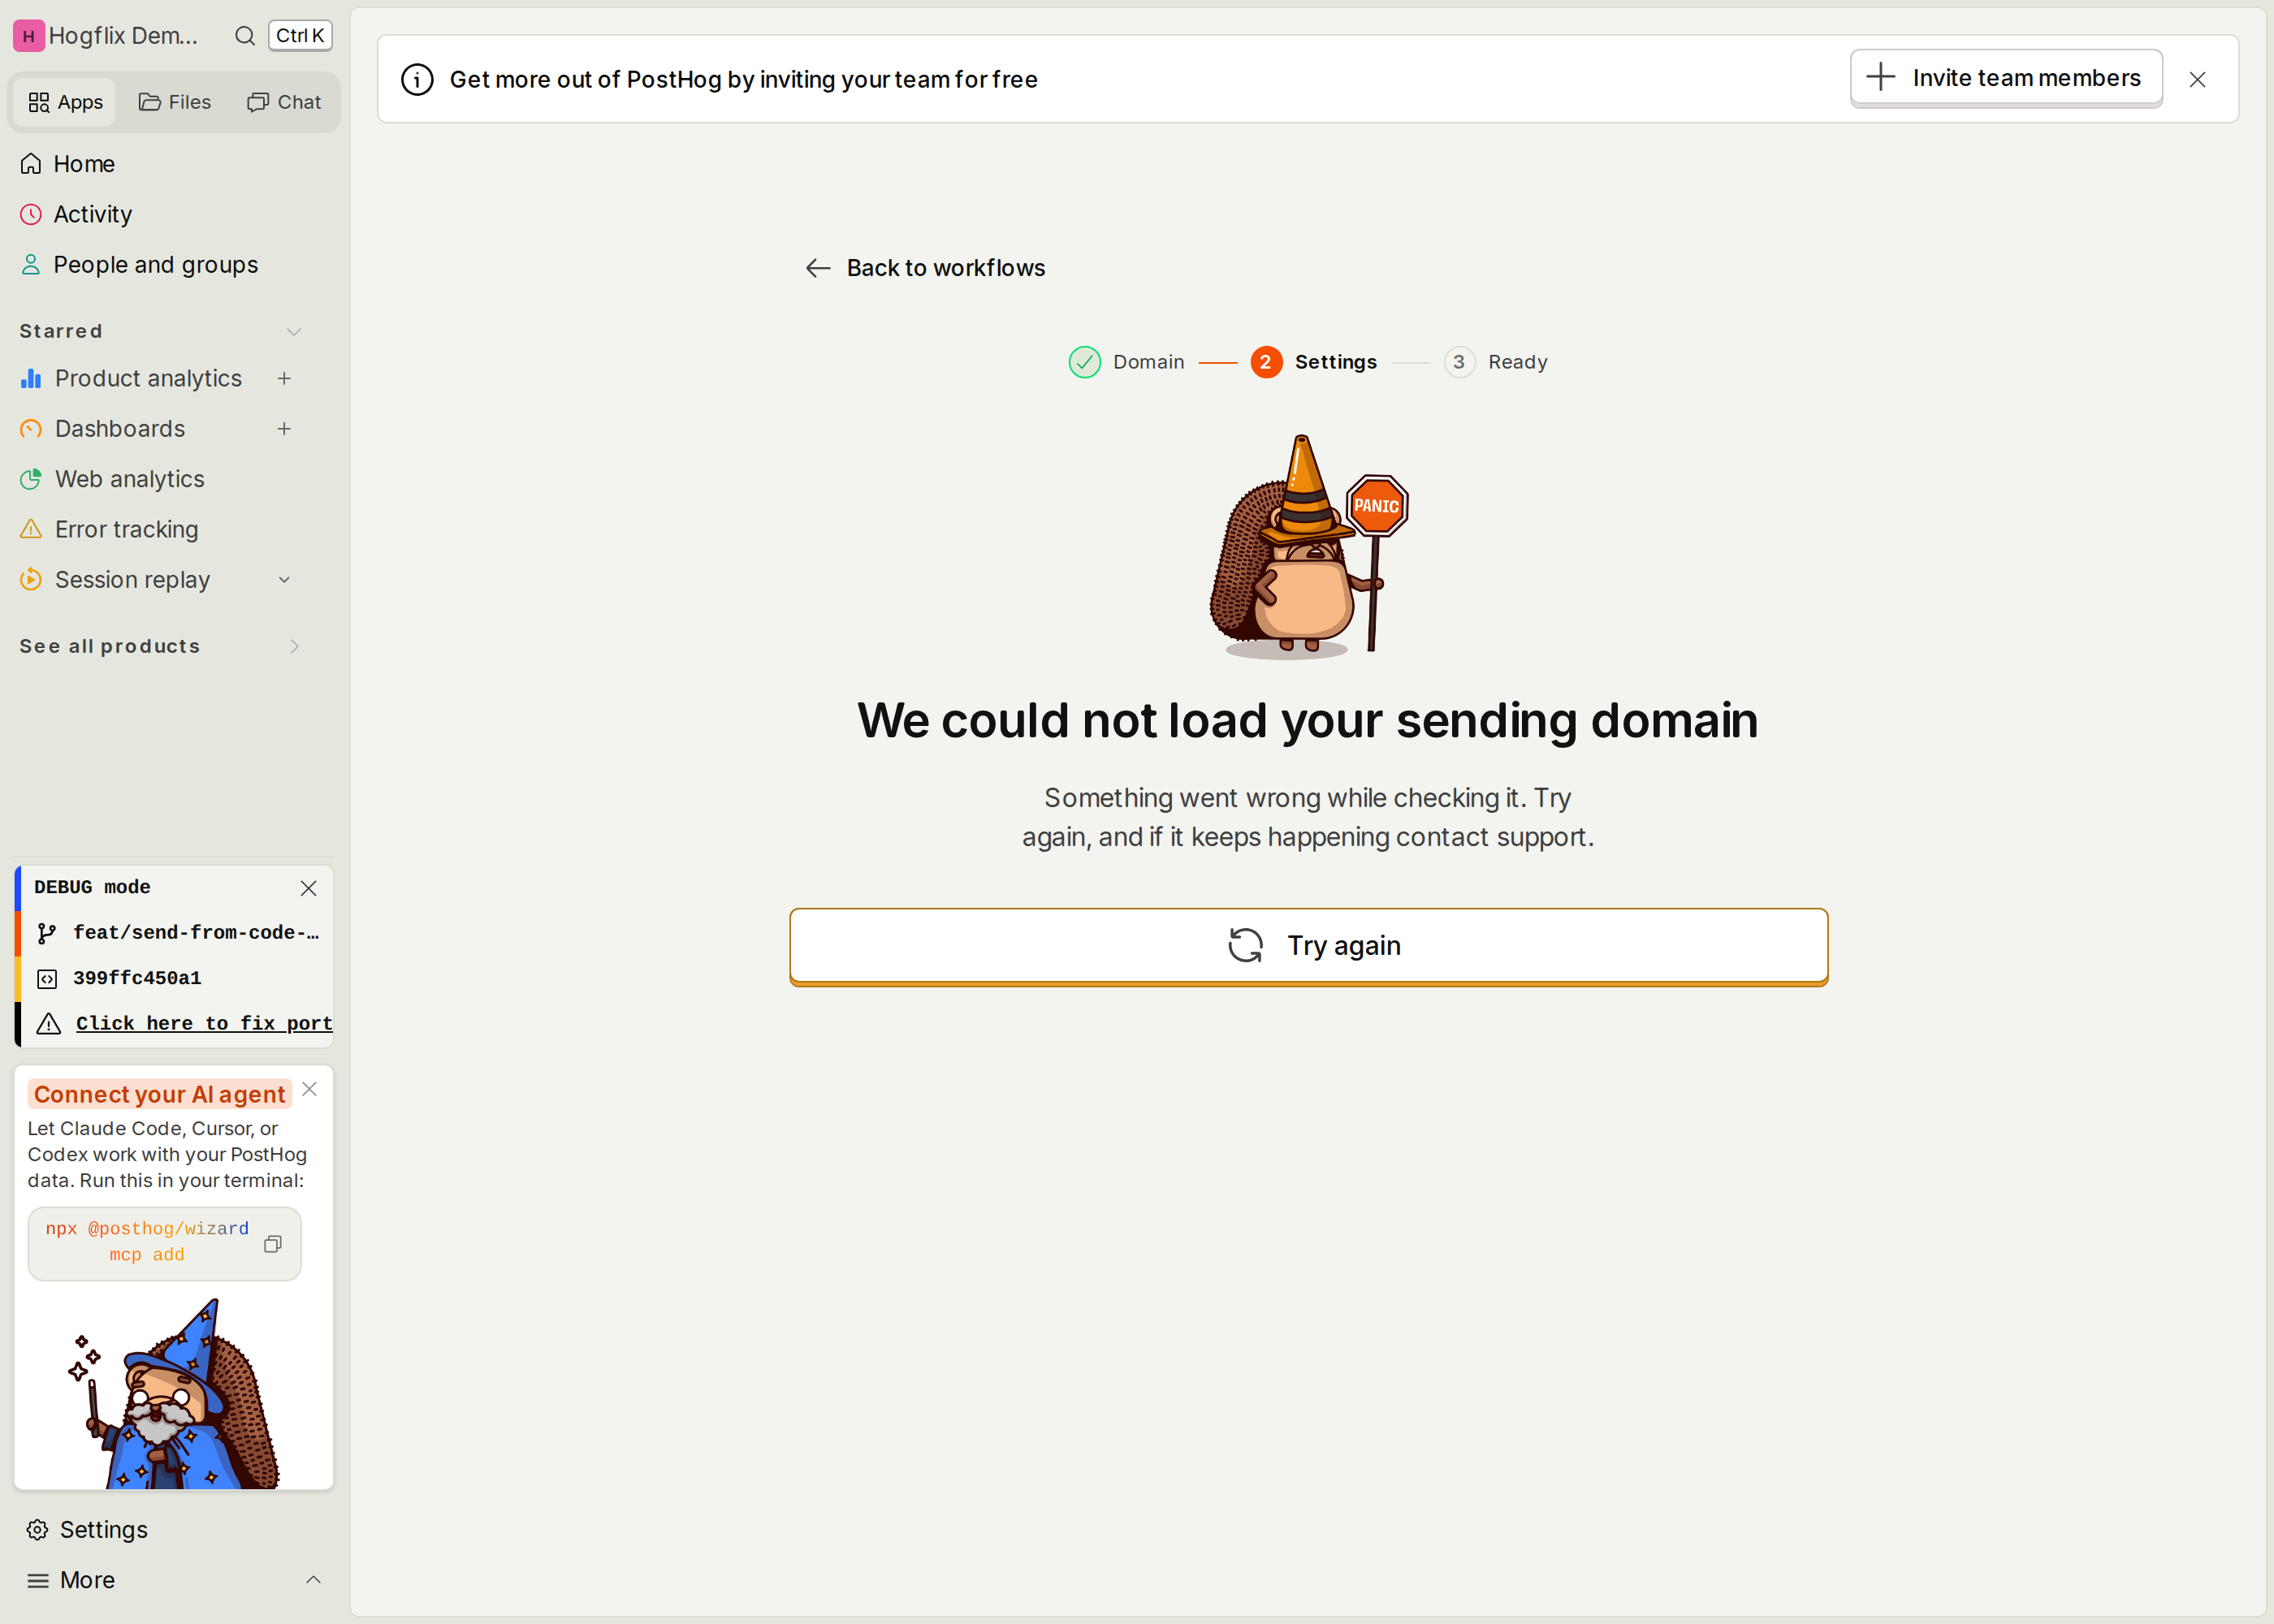 H Hogflix Dem... Ctrl K
Apps Files Chat
Home
Activity
People and groups
Starred
Product analytics
Dashboards
Web analytics
Error tracking
Session replay
See all products
DEBUG mode
feat/send-from-code-…
399ffc450a1
Click here to fix port
Connect your AI agent
Let Claude Code, Cursor, or
Codex work with your PostHog
data. Run this in your terminal:
npx @posthog/wizard
mcp add
Settings
More
Get more out of PostHog by inviting your team for free
Invite team members
Back to workflows
Domain 2 Settings 3 Ready
PANIC
We could not load your sending domain
Something went wrong while checking it. Try
again, and if it keeps happening contact support.
Try again